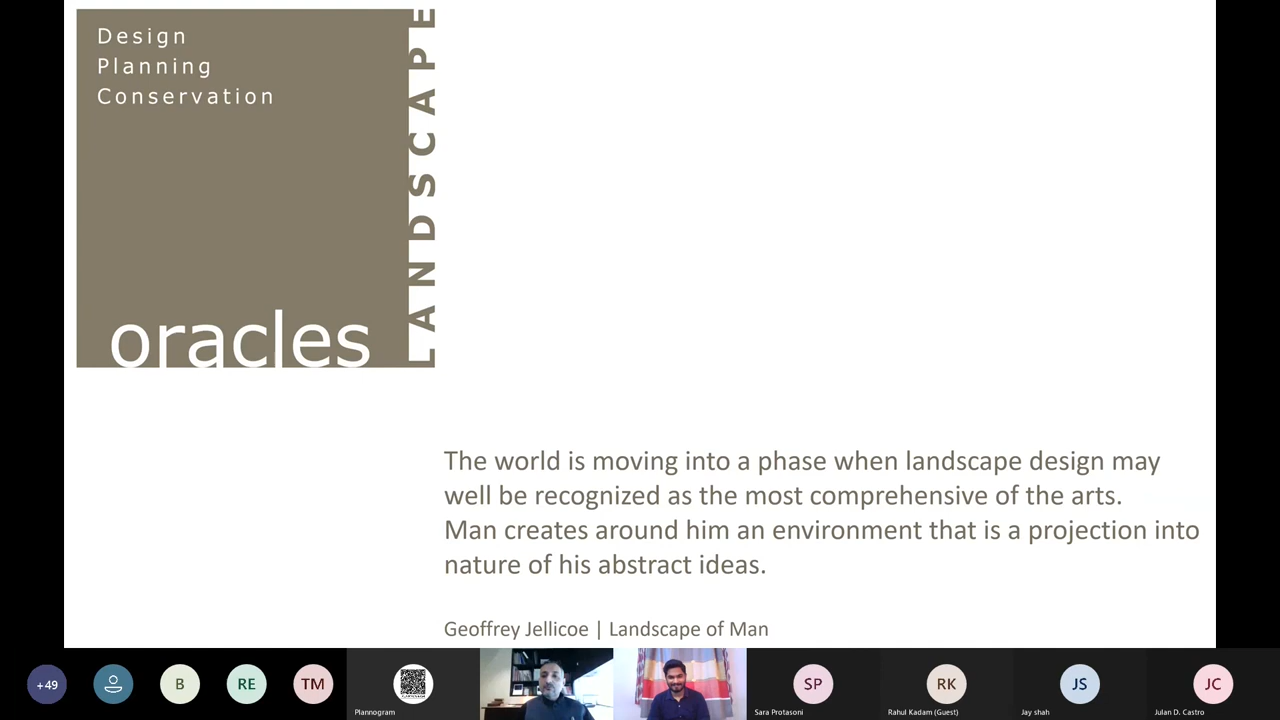 Design
Planning
Conservation
LANDSCAPE
oracles
The world is moving into a phase when landscape design may
well be recognized as the most comprehensive of the arts.
Man creates around him an environment that is a projection into
nature of his abstract ideas.
Geoffrey Jellicoe | Landscape of Man
+49
B
RE
TM
Plannogram
SP
Sara Protasoni
RK
Rahul Kadam (Guest)
JS
Jay shah
JC
Julan D. Castro